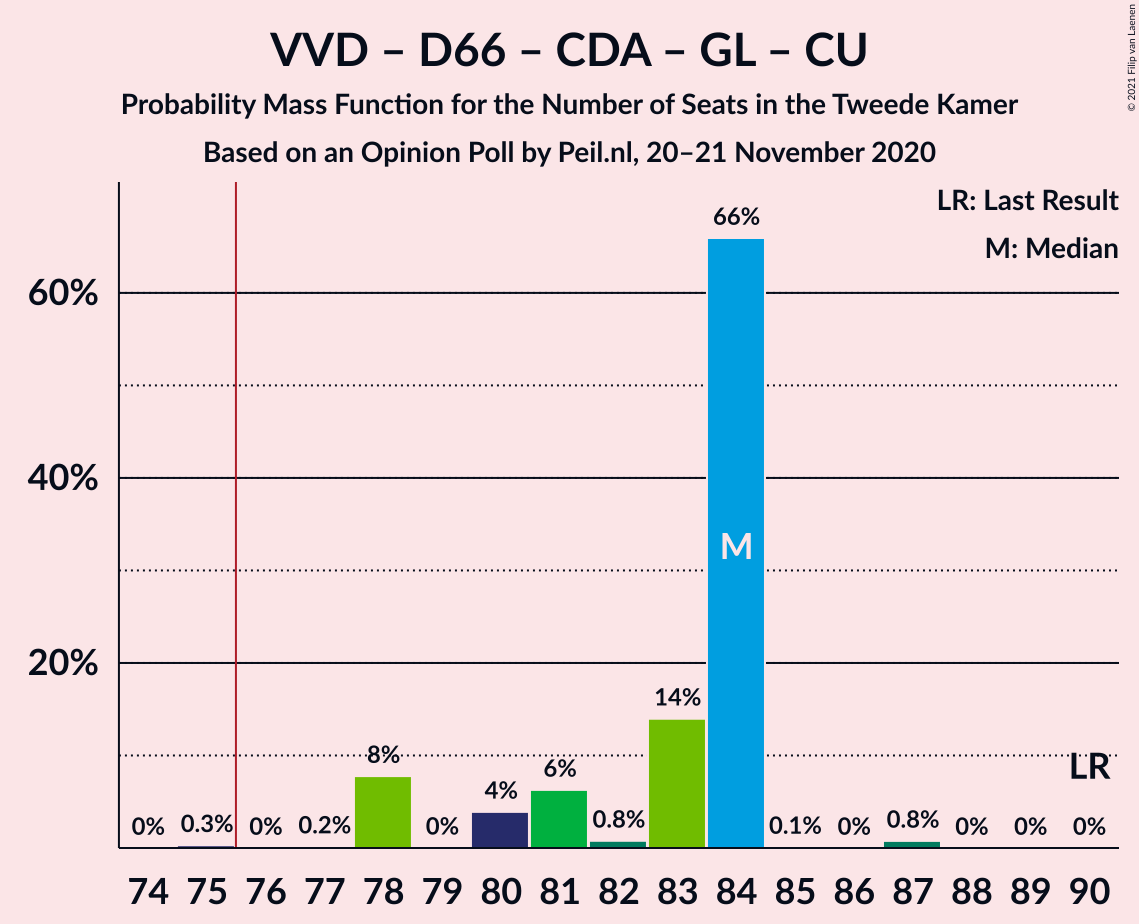 VVD – D66 – CDA – GL – CU
Probability Mass Function for the Number of Seats in the Tweede Kamer
Based on an Opinion Poll by Peil.nl, 20–21 November 2020
© 2021 Filip van Laenen
LR: Last Result
M: Median
60%
40%
20%
0% 0.3% 0% 0.2% 8% 0% 4% 6% 0.8% 14% 66% 0.1% 0% 0.8% 0% 0% 0%
M
LR
74 75 76 77 78 79 80 81 82 83 84 85 86 87 88 89 90